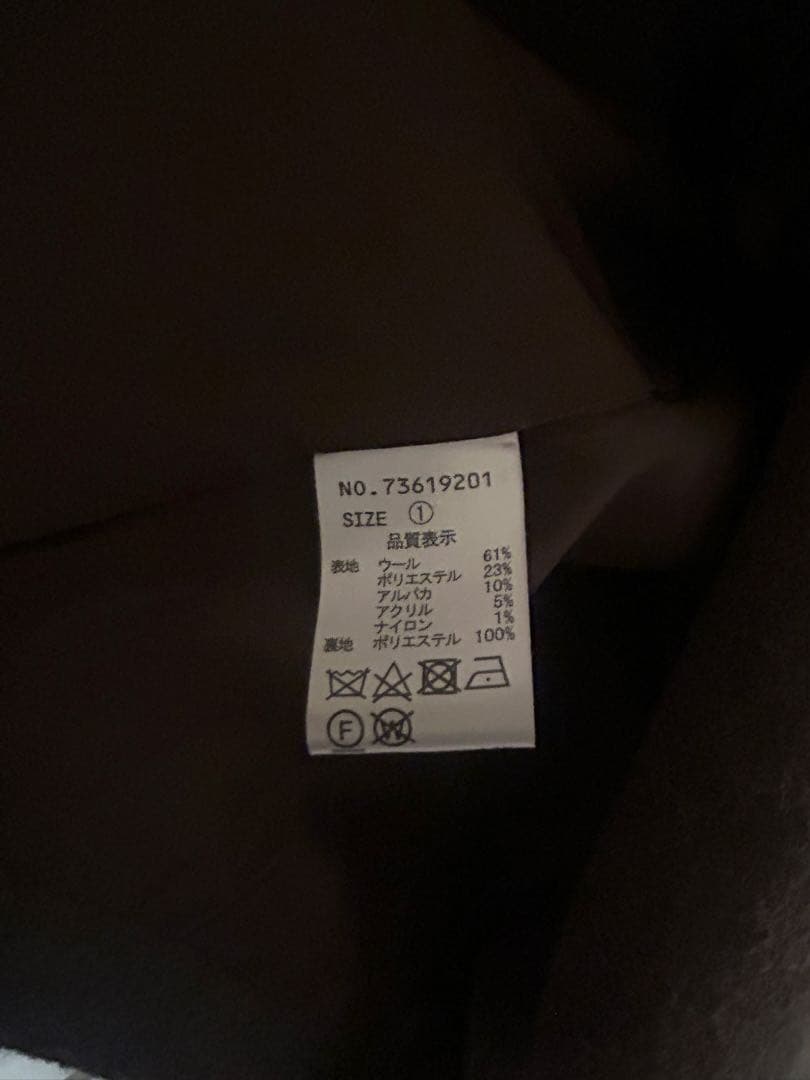 NO.73619201
SIZE ①
品質表示
表地 ウール 61%
ポリエステル 23%
アルパカ 10%
アクリル 5%
ナイロン 1%
裏地 ポリエステル 100%
F W